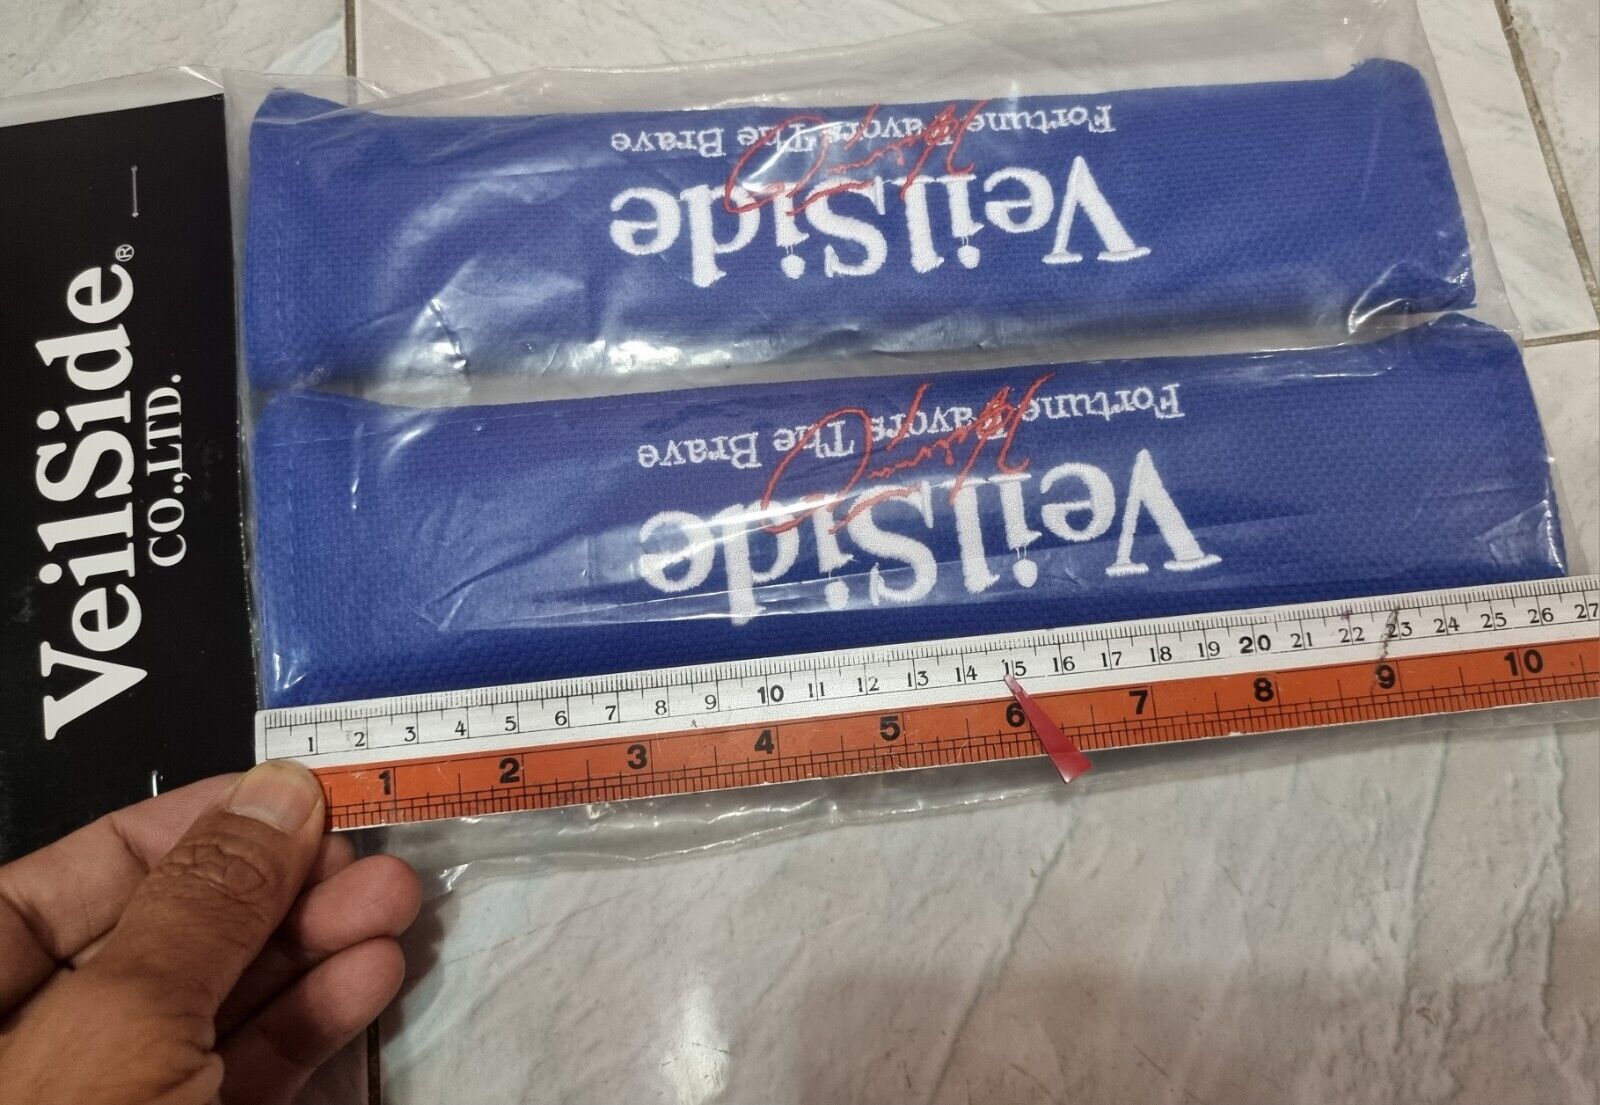 VeilSide®
CO.,LTD.
Fortune Favors The Brave
VeilSide
Fortune Favors The Brave
VeilSide
1 2 3 4 5 6 7 8 9 10 11 12 13 14 15 16 17 18 19 20 21 22 23 24 25 26 27
1 2 3 4 5 6 7 8 9 10